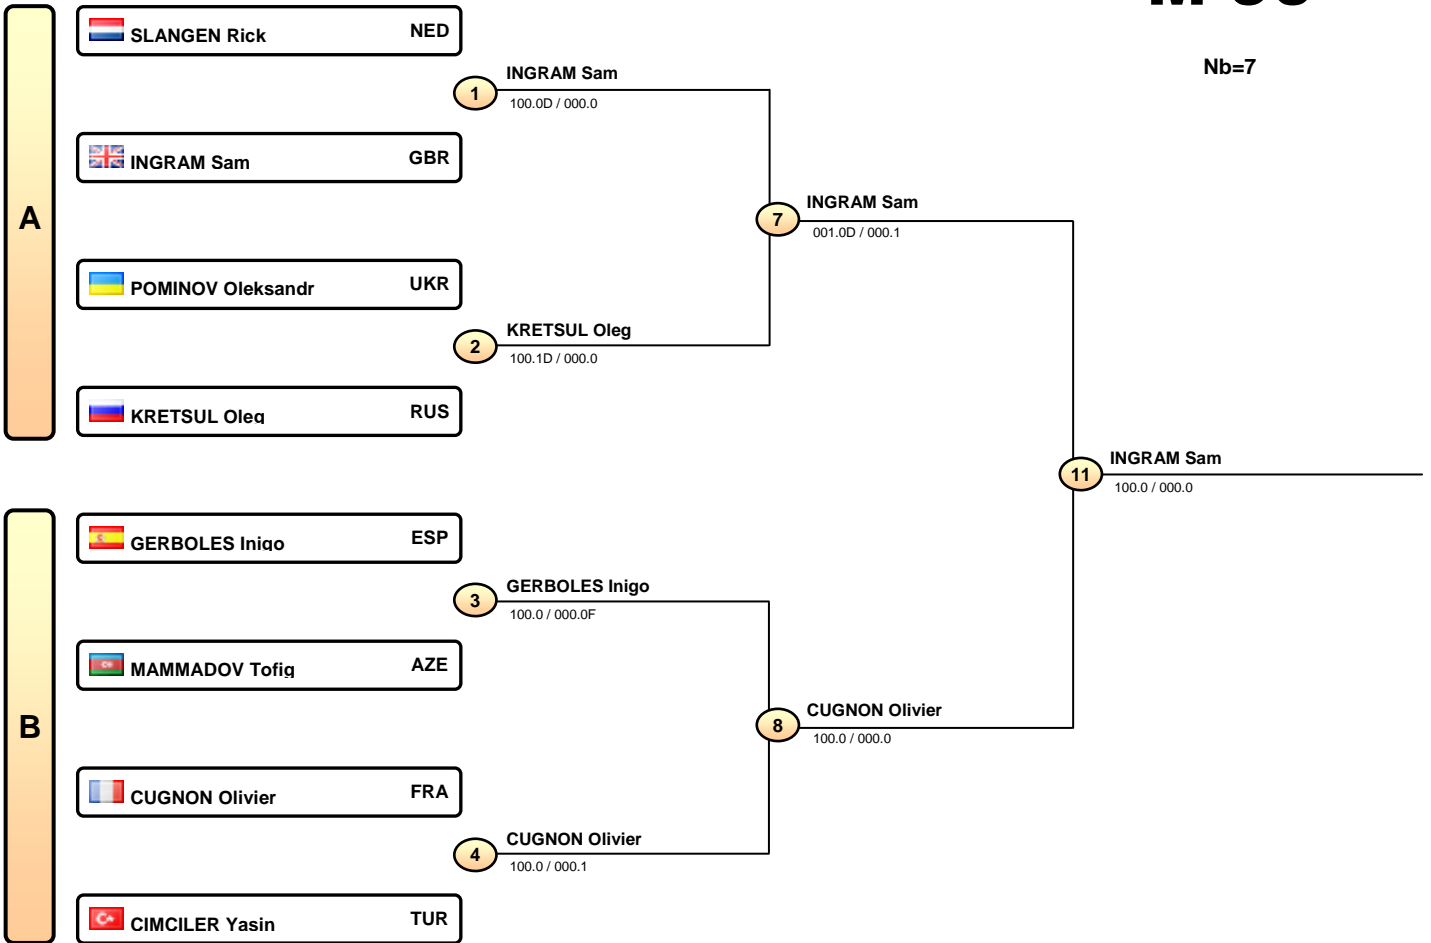 Nb=7
A
SLANGEN Rick NED
INGRAM Sam GBR
POMINOV Oleksandr UKR
KRETSUL Oleg RUS
B
GERBOLES Inigo ESP
MAMMADOV Tofig AZE
CUGNON Olivier FRA
CIMCILER Yasin TUR
1
INGRAM Sam
100.0D / 000.0
2
KRETSUL Oleg
100.1D / 000.0
3
GERBOLES Inigo
100.0 / 000.0F
4
CUGNON Olivier
100.0 / 000.1
7
INGRAM Sam
001.0D / 000.1
8
CUGNON Olivier
100.0 / 000.0
11
INGRAM Sam
100.0 / 000.0